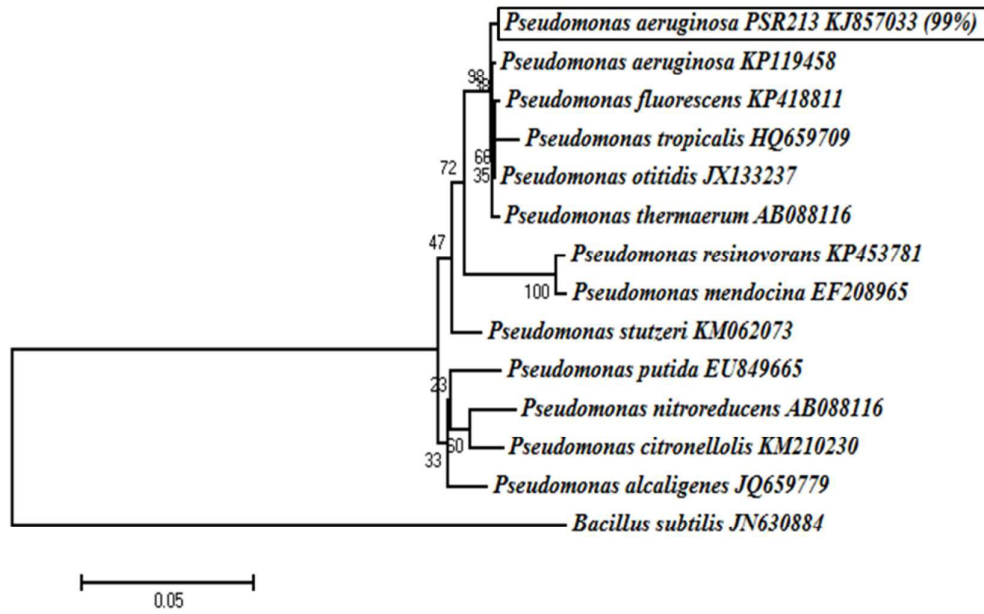 Pseudomonas aeruginosa PSR213 KJ857033 (99%)
Pseudomonas aeruginosa KP119458
98
38
Pseudomonas fluorescens KP418811
Pseudomonas tropicalis HQ659709
68
72
35
Pseudomonas otitidis JX133237
Pseudomonas thermaerum AB088116
47
Pseudomonas resinovorans KP453781
100
Pseudomonas mendocina EF208965
Pseudomonas stutzeri KM062073
Pseudomonas putida EU849665
23
Pseudomonas nitroreducens AB088116
60
Pseudomonas citronellolis KM210230
33
Pseudomonas alcaligenes JQ659779
Bacillus subtilis JN630884
0.05